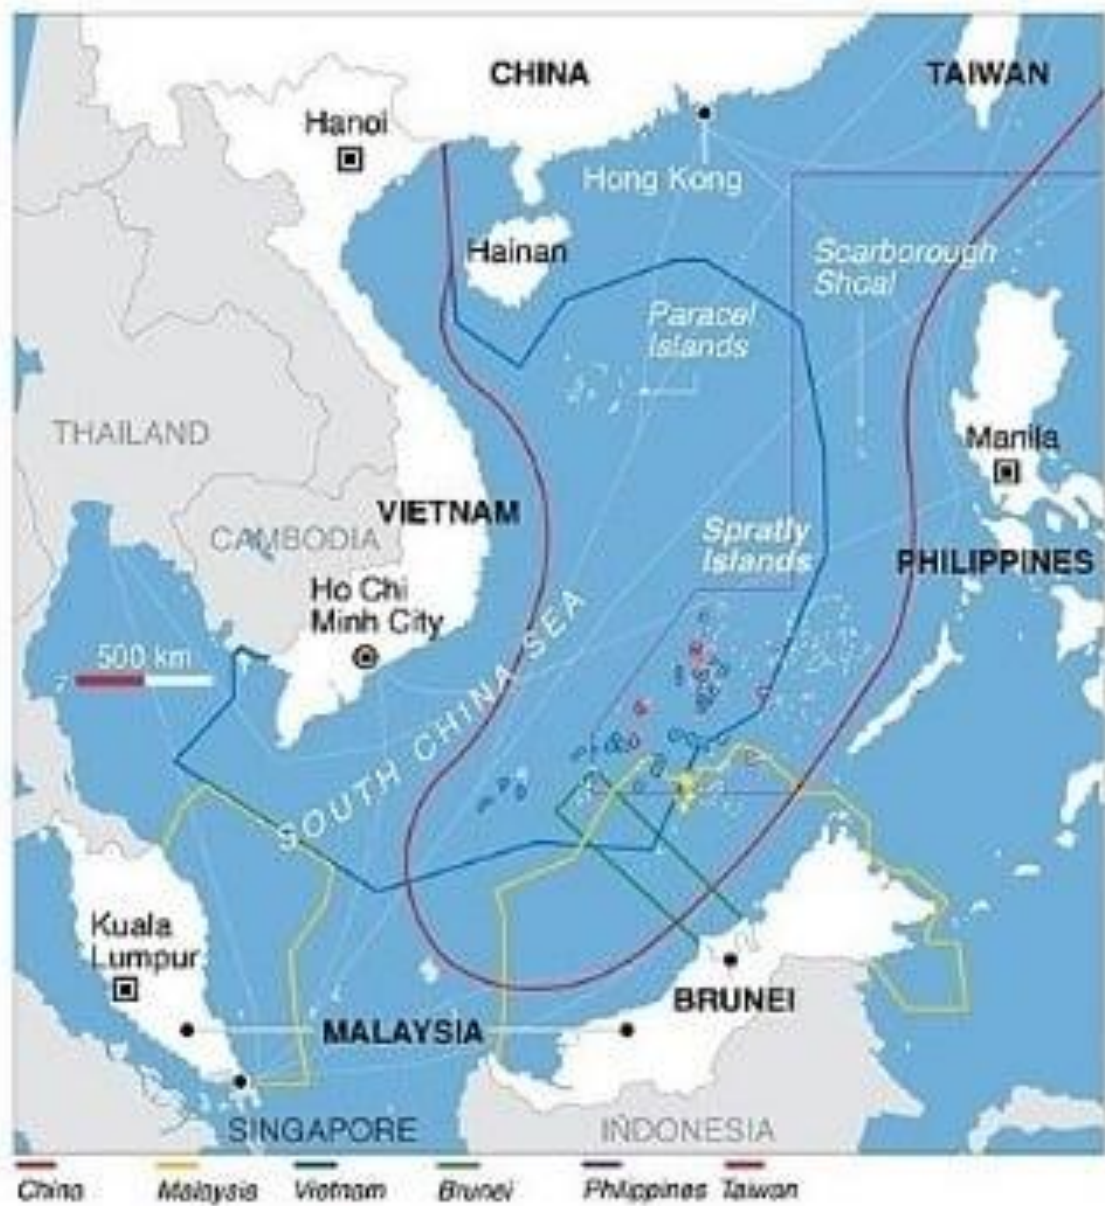 CHINA
TAIWAN
Hanoi
Hong Kong
Hainan
Scarborough
Shoal
Paracel
Islands
THAILAND
Manila
VIETNAM
CAMBODIA
Spratly
Islands
PHILIPPINES
Ho Chi
Minh City
500 km
SOUTH CHINA SEA
Kuala
Lumpur
BRUNEI
MALAYSIA
SINGAPORE
INDONESIA
China
Malaysia
Vietnam
Brunei
Philippines
Taiwan